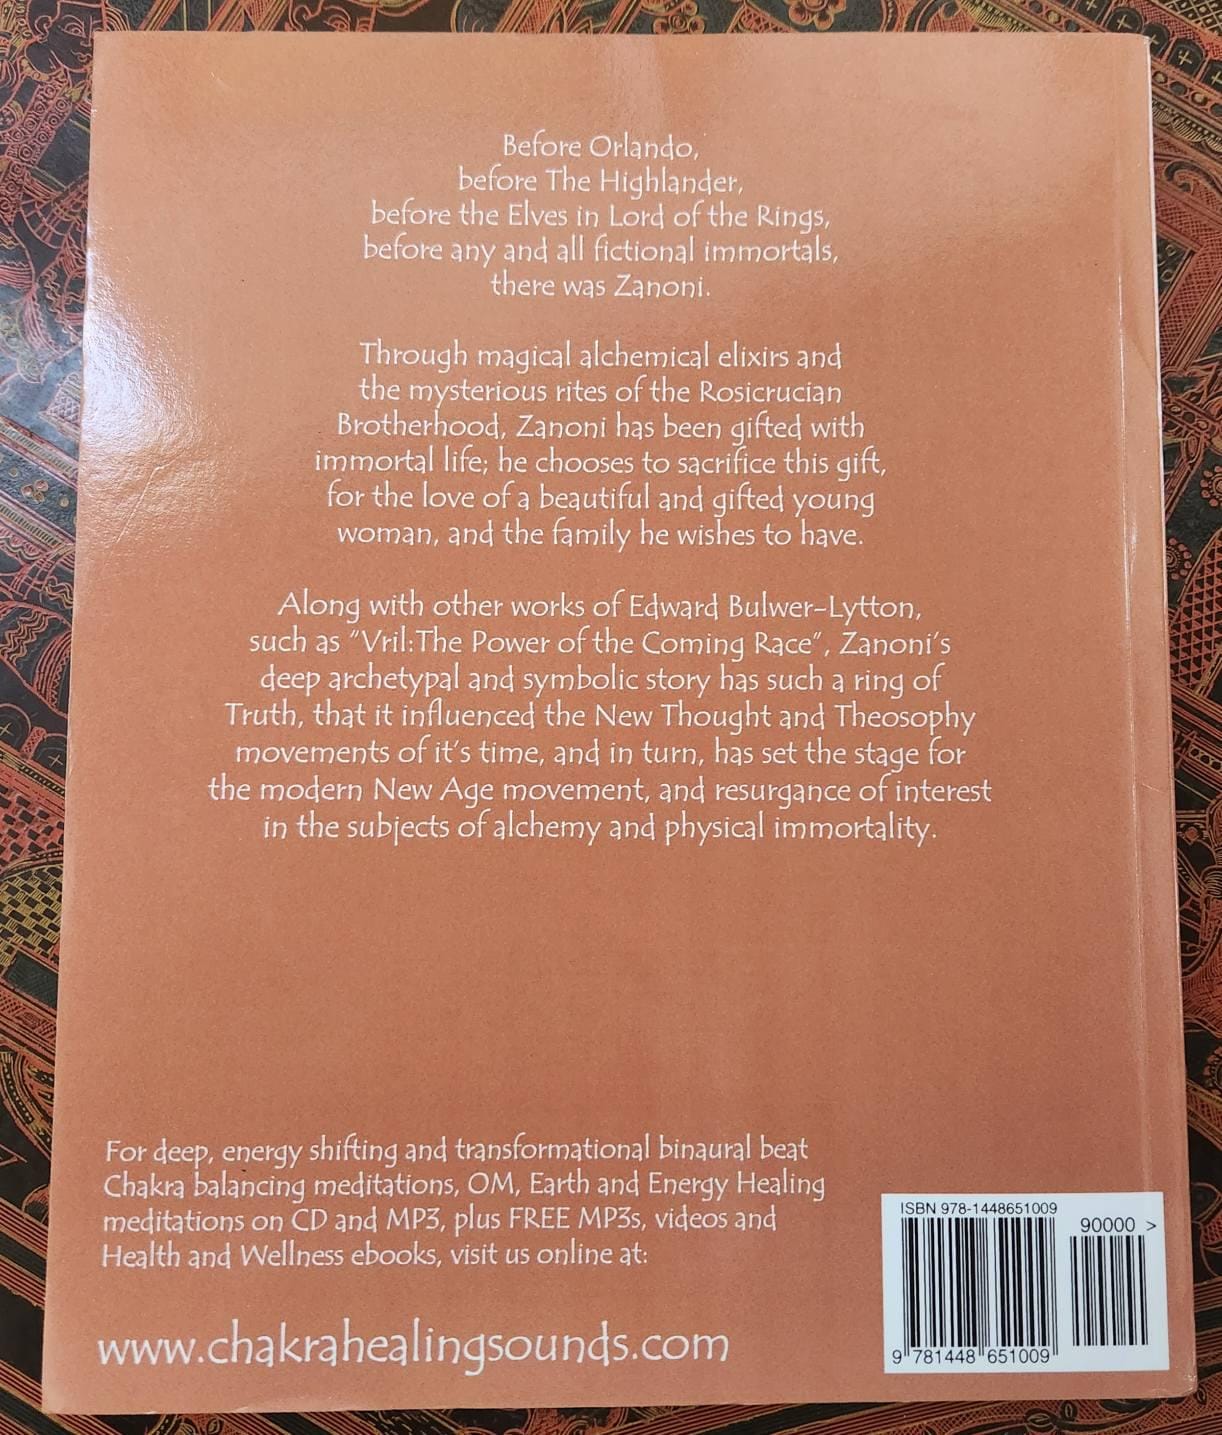 Before Orlando,
before The Highlander,
before the Elves in Lord of the Rings,
before any and all fictional immortals,
there was Zanoni.
Through magical alchemical elixirs and
the mysterious rites of the Rosicrucian
Brotherhood, Zanoni has been gifted with
immortal life; he chooses to sacrifice this gift,
for the love of a beautiful and gifted young
woman, and the family he wishes to have.
Along with other works of Edward Bulwer-Lytton,
such as "Vril:The Power of the Coming Race", Zanoni's
deep archetypal and symbolic story has such a ring of
Truth, that it influenced the New Thought and Theosophy
movements of it's time, and in turn, has set the stage for
the modern New Age movement, and resurgance of interest
in the subjects of alchemy and physical immortality.
For deep, energy shifting and transformational binaural beat
Chakra balancing meditations, OM, Earth and Energy Healing
meditations on CD and MP3, plus FREE MP3s, videos and
Health and Wellness ebooks, visit us online at:
www.chakrahealingsounds.com
ISBN 978-1448651009
90000 >
9 781448 651009